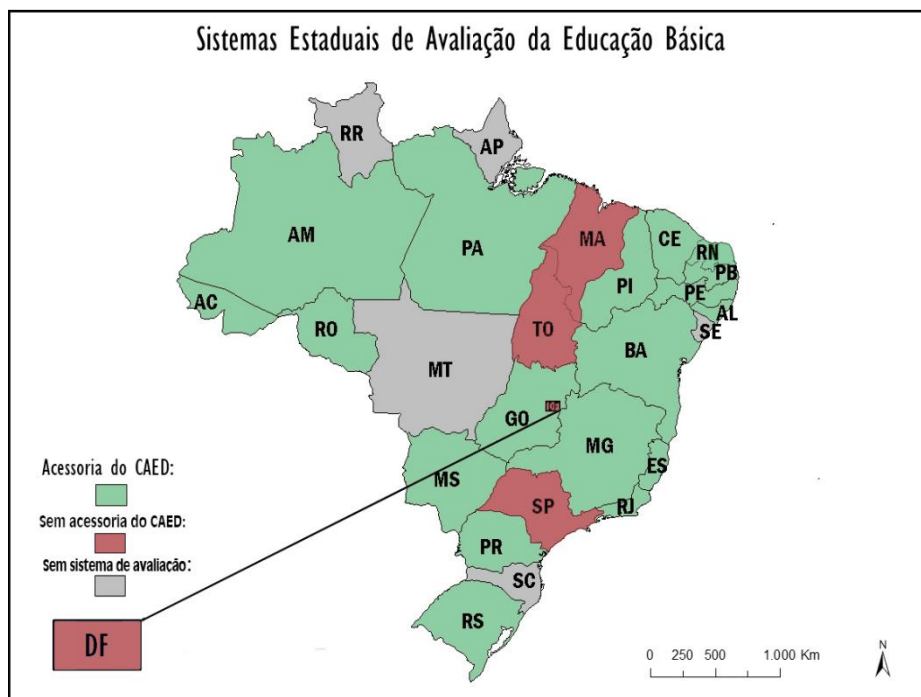 Sistemas Estaduais de Avaliação da Educação Básica
RR
AP
AM
PA
MA
CE
RN
PB
PI
PE
AL
SE
AC
RO
TO
BA
MT
GO
MG
ES
MS
SP
RJ
PR
SC
RS
Acessoria do CAED:
Sem acessoria do CAED:
Sem sistema de avaliação:
DF
0 250 500 1.000 Km
N